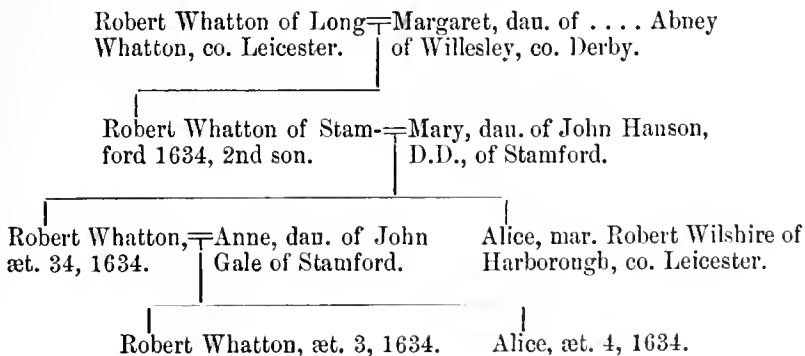 Robert Whatton of Long╤Margaret, dau. of . . . . Abney
Whatton, co. Leicester. of Willesley, co. Derby.
Robert Whatton of Stam-╤Mary, dau. of John Hanson,
ford 1634, 2nd son. D.D., of Stamford.
Robert Whatton,╤Anne, dau. of John Alice, mar. Robert Wilshire of
æt. 34, 1634. Gale of Stamford. Harborough, co. Leicester.
Robert Whatton, æt. 3, 1634. Alice, æt. 4, 1634.